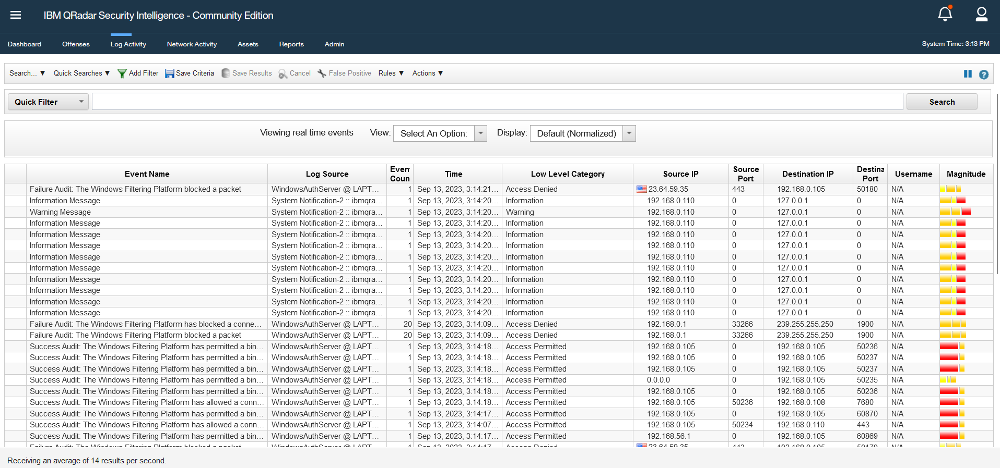 IBM QRadar Security Intelligence - Community Edition
Dashboard Offenses Log Activity Network Activity Assets Reports Admin System Time: 3:13 PM
Search... ▼ Quick Searches ▼ Add Filter Save Criteria Save Results Cancel False Positive Rules ▼ Actions ▼
Quick Filter Search
Viewing real time events View: Select An Option: Display: Default (Normalized)
Event Name Log Source Even Coun Time Low Level Category Source IP Source Port Destination IP Destina Port Username Magnitude
Failure Audit: The Windows Filtering Platform blocked a packet WindowsAuthServer @ LAPT... 1 Sep 13, 2023, 3:14:21... Access Denied 23.64.59.35 443 192.168.0.105 50180 N/A
Information Message System Notification-2 :: ibmqra... 1 Sep 13, 2023, 3:14:20... Information 192.168.0.110 0 127.0.0.1 0 N/A
Warning Message System Notification-2 :: ibmqra... 1 Sep 13, 2023, 3:14:20... Warning 192.168.0.110 0 127.0.0.1 0 N/A
Information Message System Notification-2 :: ibmqra... 1 Sep 13, 2023, 3:14:20... Information 192.168.0.110 0 127.0.0.1 0 N/A
Information Message System Notification-2 :: ibmqra... 1 Sep 13, 2023, 3:14:20... Information 192.168.0.110 0 127.0.0.1 0 N/A
Information Message System Notification-2 :: ibmqra... 1 Sep 13, 2023, 3:14:20... Information 192.168.0.110 0 127.0.0.1 0 N/A
Information Message System Notification-2 :: ibmqra... 1 Sep 13, 2023, 3:14:20... Information 192.168.0.110 0 127.0.0.1 0 N/A
Information Message System Notification-2 :: ibmqra... 1 Sep 13, 2023, 3:14:20... Information 192.168.0.110 0 127.0.0.1 0 N/A
Information Message System Notification-2 :: ibmqra... 1 Sep 13, 2023, 3:14:20... Information 192.168.0.110 0 127.0.0.1 0 N/A
Information Message System Notification-2 :: ibmqra... 1 Sep 13, 2023, 3:14:20... Information 192.168.0.110 0 127.0.0.1 0 N/A
Information Message System Notification-2 :: ibmqra... 1 Sep 13, 2023, 3:14:20... Information 192.168.0.110 0 127.0.0.1 0 N/A
Information Message System Notification-2 :: ibmqra... 1 Sep 13, 2023, 3:14:20... Information 192.168.0.110 0 127.0.0.1 0 N/A
Failure Audit: The Windows Filtering Platform has blocked a conne... WindowsAuthServer @ LAPT... 20 Sep 13, 2023, 3:14:09... Access Denied 192.168.0.1 33266 239.255.255.250 1900 N/A
Failure Audit: The Windows Filtering Platform blocked a packet WindowsAuthServer @ LAPT... 20 Sep 13, 2023, 3:14:09... Access Denied 192.168.0.1 33266 239.255.255.250 1900 N/A
Success Audit: The Windows Filtering Platform has permitted a bin... WindowsAuthServer @ LAPT... 1 Sep 13, 2023, 3:14:18... Access Permitted 192.168.0.105 0 192.168.0.105 50236 N/A
Success Audit: The Windows Filtering Platform has permitted a bin... WindowsAuthServer @ LAPT... 1 Sep 13, 2023, 3:14:18... Access Permitted 192.168.0.105 0 192.168.0.105 50237 N/A
Success Audit: The Windows Filtering Platform has permitted a bin... WindowsAuthServer @ LAPT... 1 Sep 13, 2023, 3:14:18... Access Permitted 192.168.0.105 0 192.168.0.105 50237 N/A
Success Audit: The Windows Filtering Platform has permitted a bin... WindowsAuthServer @ LAPT... 1 Sep 13, 2023, 3:14:18... Access Permitted 0.0.0.0 0 192.168.0.105 50235 N/A
Success Audit: The Windows Filtering Platform has permitted a bin... WindowsAuthServer @ LAPT... 1 Sep 13, 2023, 3:14:18... Access Permitted 192.168.0.105 0 192.168.0.105 50236 N/A
Success Audit: The Windows Filtering Platform has allowed a conn... WindowsAuthServer @ LAPT... 1 Sep 13, 2023, 3:14:18... Access Permitted 192.168.0.105 50236 192.168.0.108 7680 N/A
Success Audit: The Windows Filtering Platform has permitted a bin... WindowsAuthServer @ LAPT... 1 Sep 13, 2023, 3:14:17... Access Permitted 192.168.0.105 0 192.168.0.105 60870 N/A
Success Audit: The Windows Filtering Platform has allowed a conn... WindowsAuthServer @ LAPT... 1 Sep 13, 2023, 3:14:07... Access Permitted 192.168.0.105 50234 192.168.0.110 443 N/A
Success Audit: The Windows Filtering Platform has permitted a bin... WindowsAuthServer @ LAPT... 1 Sep 13, 2023, 3:14:17... Access Permitted 192.168.56.1 0 192.168.0.105 60869 N/A
Failure Audit: The Windows Filtering Platform blocked a packet WindowsAuthServer @ LAPT... 1 Sep 13, 2023, 3:14:17... Access Denied 23.64.59.35 443 192.168.0.105 50179 N/A
Receiving an average of 14 results per second.